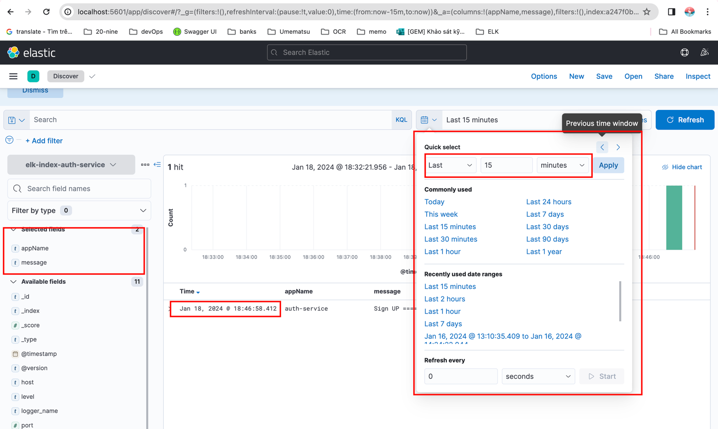 localhost:5601/app/discover#/?_g=(filters:!(),refreshInterval:(pause:!t,value:0),time:(from:now-15m,to:now))&_a=(columns:!(appName,message),filters:!(),index:a247f0b...
translate - Tìm trê... 20-nine devOps Swagger UI banks Umematsu OCR memo [GEM] Khảo sát kỹ... ELK All Bookmarks
elastic
Search Elastic
D Discover Options New Save Open Share Inspect
Dismiss
Search KQL Last 15 minutes Refresh
Previous time window
+ Add filter
elk-index-auth-service
Search field names
Filter by type 0
Selected fields 2
t appName
t message
Available fields 11
t _id
t _index
# _score
t _type
@timestamp
t @version
t host
t level
t logger_name
# port
1 hit
Jan 18, 2024 @ 18:32:21.956 - Jan
Hide chart
Count
1
0
18:33:00 18:34:00 18:35:00 18:36:00 18:37:00 18:38:00
:46:00
Time appName message
Jan 18, 2024 @ 18:46:58.412 auth-service Sign UP
Quick select
Last 15 minutes Apply
Commonly used
Today Last 24 hours
This week Last 7 days
Last 15 minutes Last 30 days
Last 30 minutes Last 90 days
Last 1 hour Last 1 year
Recently used date ranges
Last 15 minutes
Last 2 hours
Last 1 hour
Last 7 days
Jan 16, 2024 @ 13:10:35.409 to Jan 16, 2024 @
Refresh every
0 seconds Start